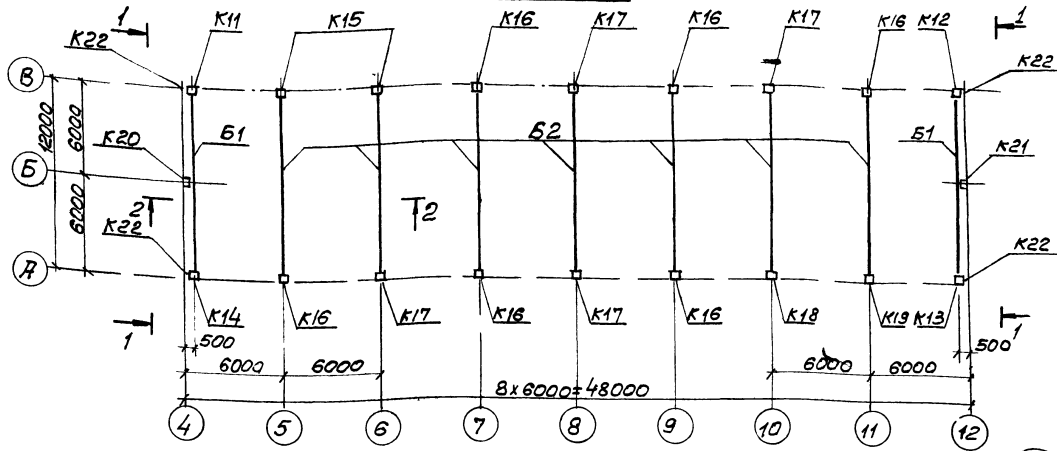 1 К11 К15 К16 К17 К16 К17 К16 К12 1
К22 К22
В
12000 6000 Б1 Б2 Б1
К20 К21
Б
6000 2 2
К22 К22
А
К14 К16 К17 К16 К17 К16 К18 К19 К13
1 1
500 500
6000 6000 6000 6000
8х6000=48000
4 5 6 7 8 9 10 11 12